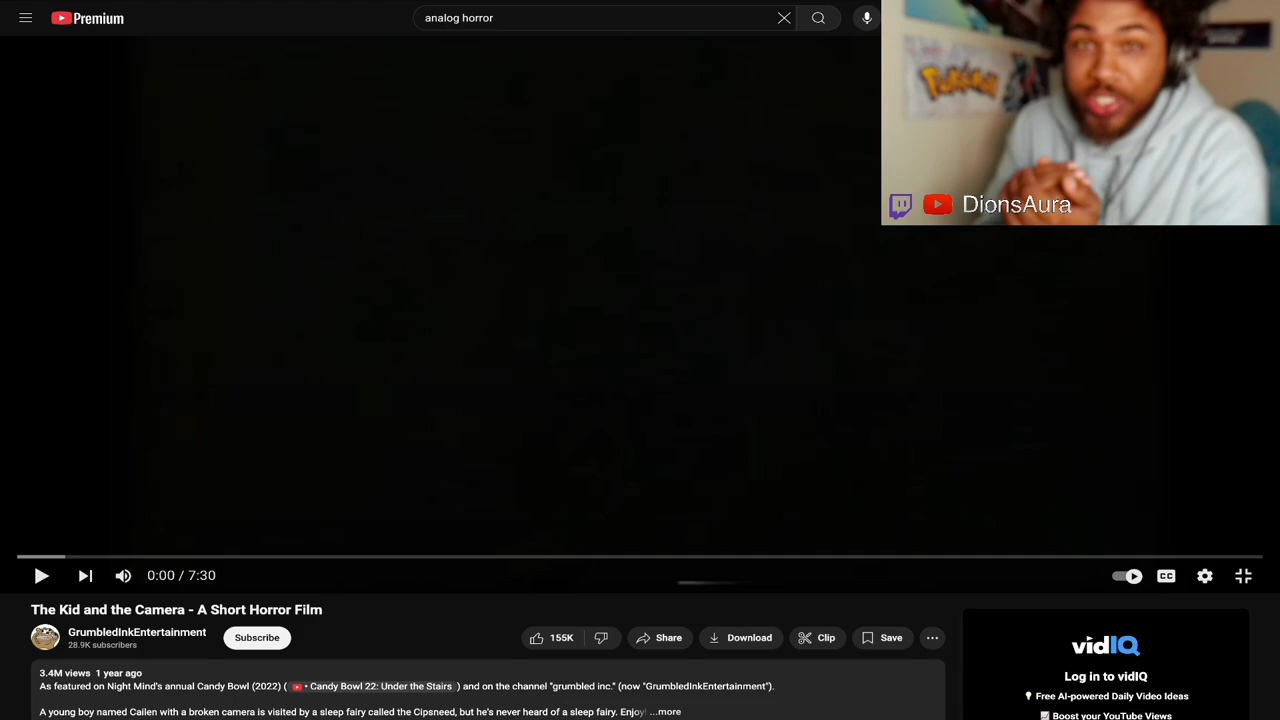 Premium
analog horror
Pokémon
DionsAura
0:00 / 7:30
CC
The Kid and the Camera - A Short Horror Film
GrumbledInkEntertainment
28.9K subscribers
Subscribe
155K
Share
Download
Clip
Save
3.4M views 1 year ago
As featured on Night Mind's annual Candy Bowl (2022) ( • Candy Bowl 22: Under the Stairs ) and on the channel "grumbled inc." (now "GrumbledInkEntertainment").
A young boy named Cailen with a broken camera is visited by a sleep fairy called the Cipsneed, but he's never heard of a sleep fairy. Enjoy! ...more
vidIQ
Log in to vidIQ
Free AI-powered Daily Video Ideas
Boost your YouTube Views